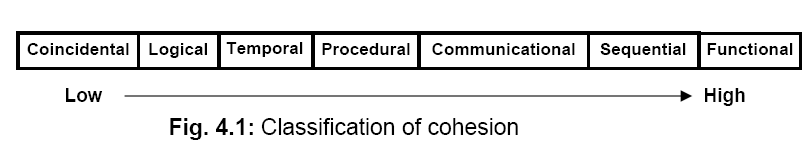 Coincidental Logical Temporal Procedural Communicational Sequential Functional
Low High
Fig. 4.1: Classification of cohesion